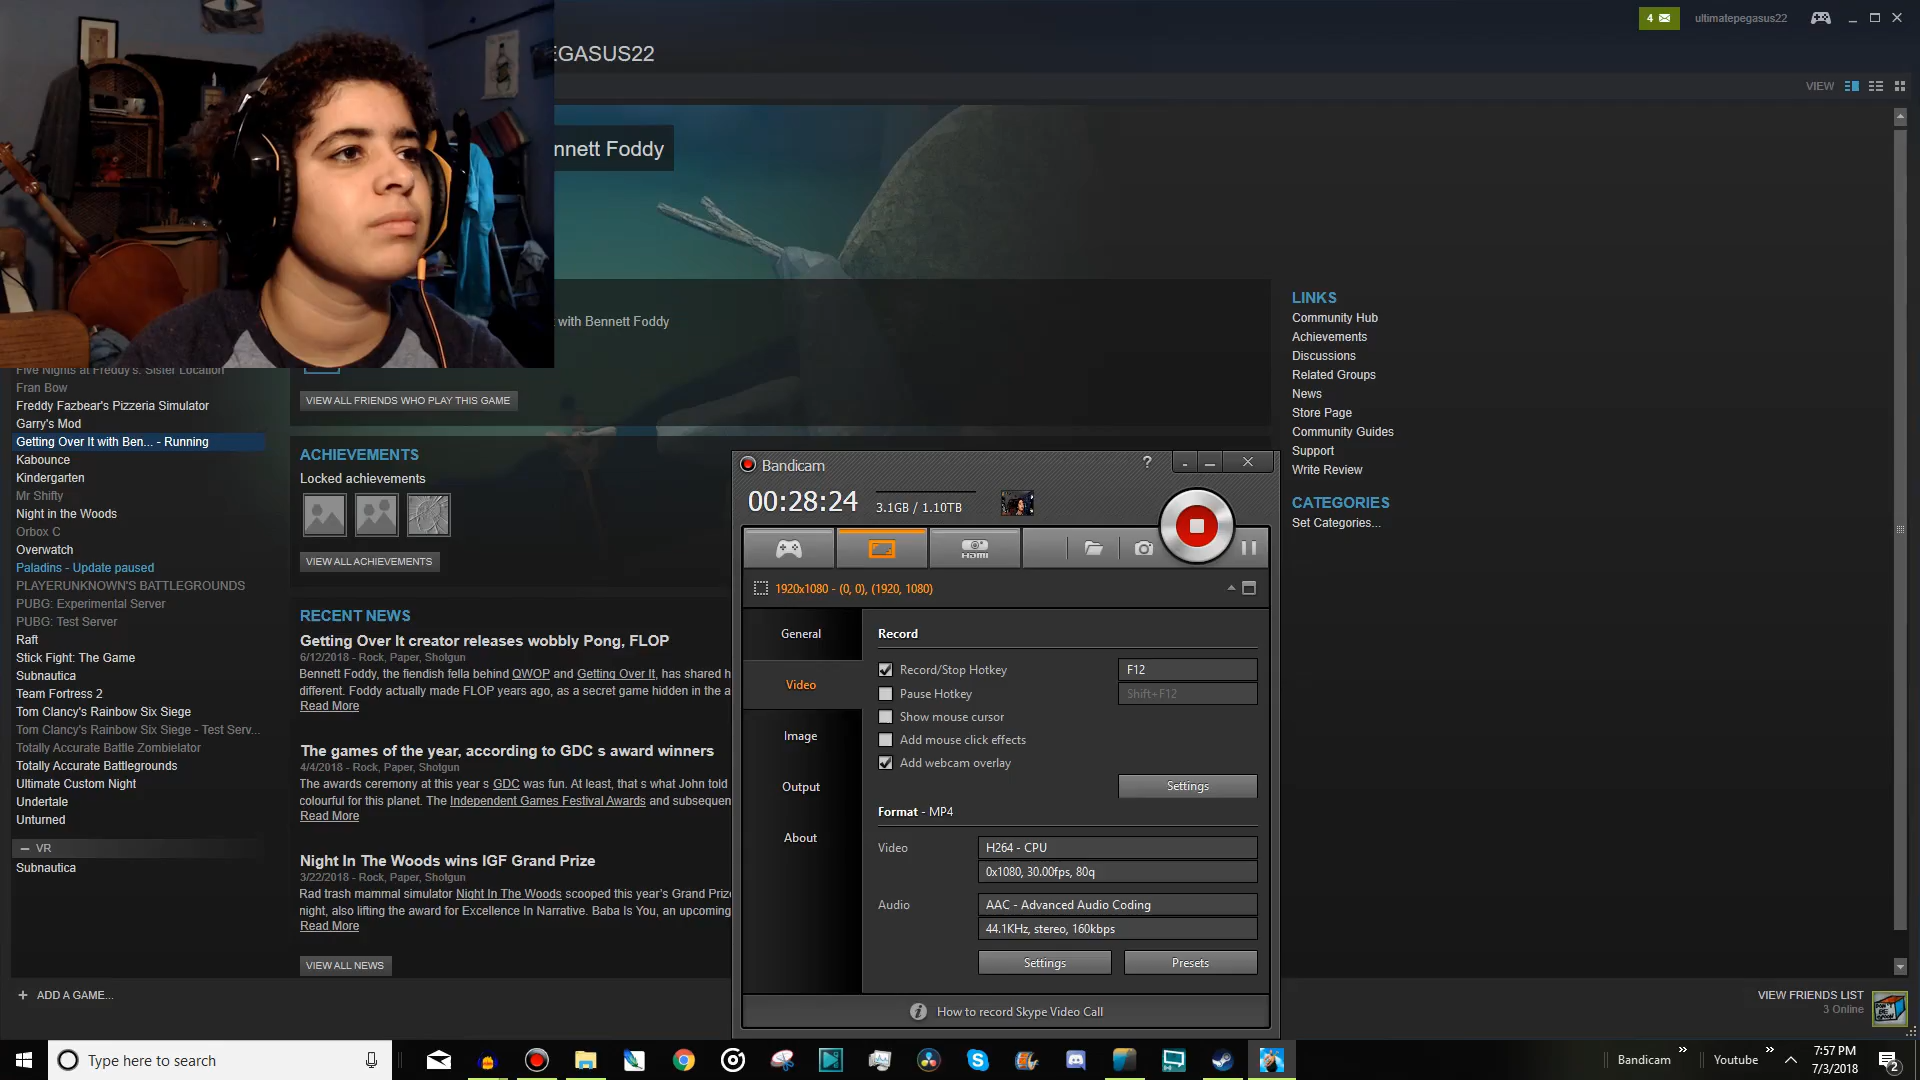 4
ultimatepegasus22
EGASUS22
VIEW
nnett Foddy
with Bennett Foddy
LINKS
Community Hub
Achievements
Discussions
Related Groups
News
Store Page
Community Guides
Support
Write Review
CATEGORIES
Set Categories...
Five Nights at Freddy's: Sister Location
Fran Bow
Freddy Fazbear's Pizzeria Simulator
Garry's Mod
Getting Over It with Ben... - Running
Kabounce
Kindergarten
Mr Shifty
Night in the Woods
Orbox C
Overwatch
Paladins - Update paused
PLAYERUNKNOWN'S BATTLEGROUNDS
PUBG: Experimental Server
PUBG: Test Server
Raft
Stick Fight: The Game
Subnautica
Team Fortress 2
Tom Clancy's Rainbow Six Siege
Tom Clancy's Rainbow Six Siege - Test Serv...
Totally Accurate Battle Zombielator
Totally Accurate Battlegrounds
Ultimate Custom Night
Undertale
Unturned
VR
Subnautica
+ ADD A GAME...
VIEW ALL FRIENDS WHO PLAY THIS GAME
ACHIEVEMENTS
Locked achievements
VIEW ALL ACHIEVEMENTS
RECENT NEWS
Getting Over It creator releases wobbly Pong, FLOP
6/12/2018 - Rock, Paper, Shotgun
Bennett Foddy, the fiendish fella behind QWOP and Getting Over It, has shared h
different. Foddy actually made FLOP years ago, as a secret game hidden in the a
Read More
The games of the year, according to GDC s award winners
4/4/2018 - Rock, Paper, Shotgun
The awards ceremony at this year s GDC was fun. At least, that s what John told
colourful for this planet. The Independent Games Festival Awards and subsequen
Read More
Night In The Woods wins IGF Grand Prize
3/22/2018 - Rock, Paper, Shotgun
Rad trash mammal simulator Night In The Woods scooped this year's Grand Prize
night, also lifting the award for Excellence In Narrative. Baba Is You, an upcoming
Read More
VIEW ALL NEWS
Bandicam
?
00:28:24
3.1GB / 1.10TB
HDMI
1920x1080 - (0, 0), (1920, 1080)
General
Video
Image
Output
About
Record
Record/Stop Hotkey
F12
Pause Hotkey
Shift+F12
Show mouse cursor
Add mouse click effects
Add webcam overlay
Settings
Format - MP4
Video
H264 - CPU
0x1080, 30.00fps, 80q
Audio
AAC - Advanced Audio Coding
44.1KHz, stereo, 160kbps
Settings
Presets
How to record Skype Video Call
VIEW FRIENDS LIST
3 Online
Type here to search
Bandicam
Youtube
7:57 PM
7/3/2018
2